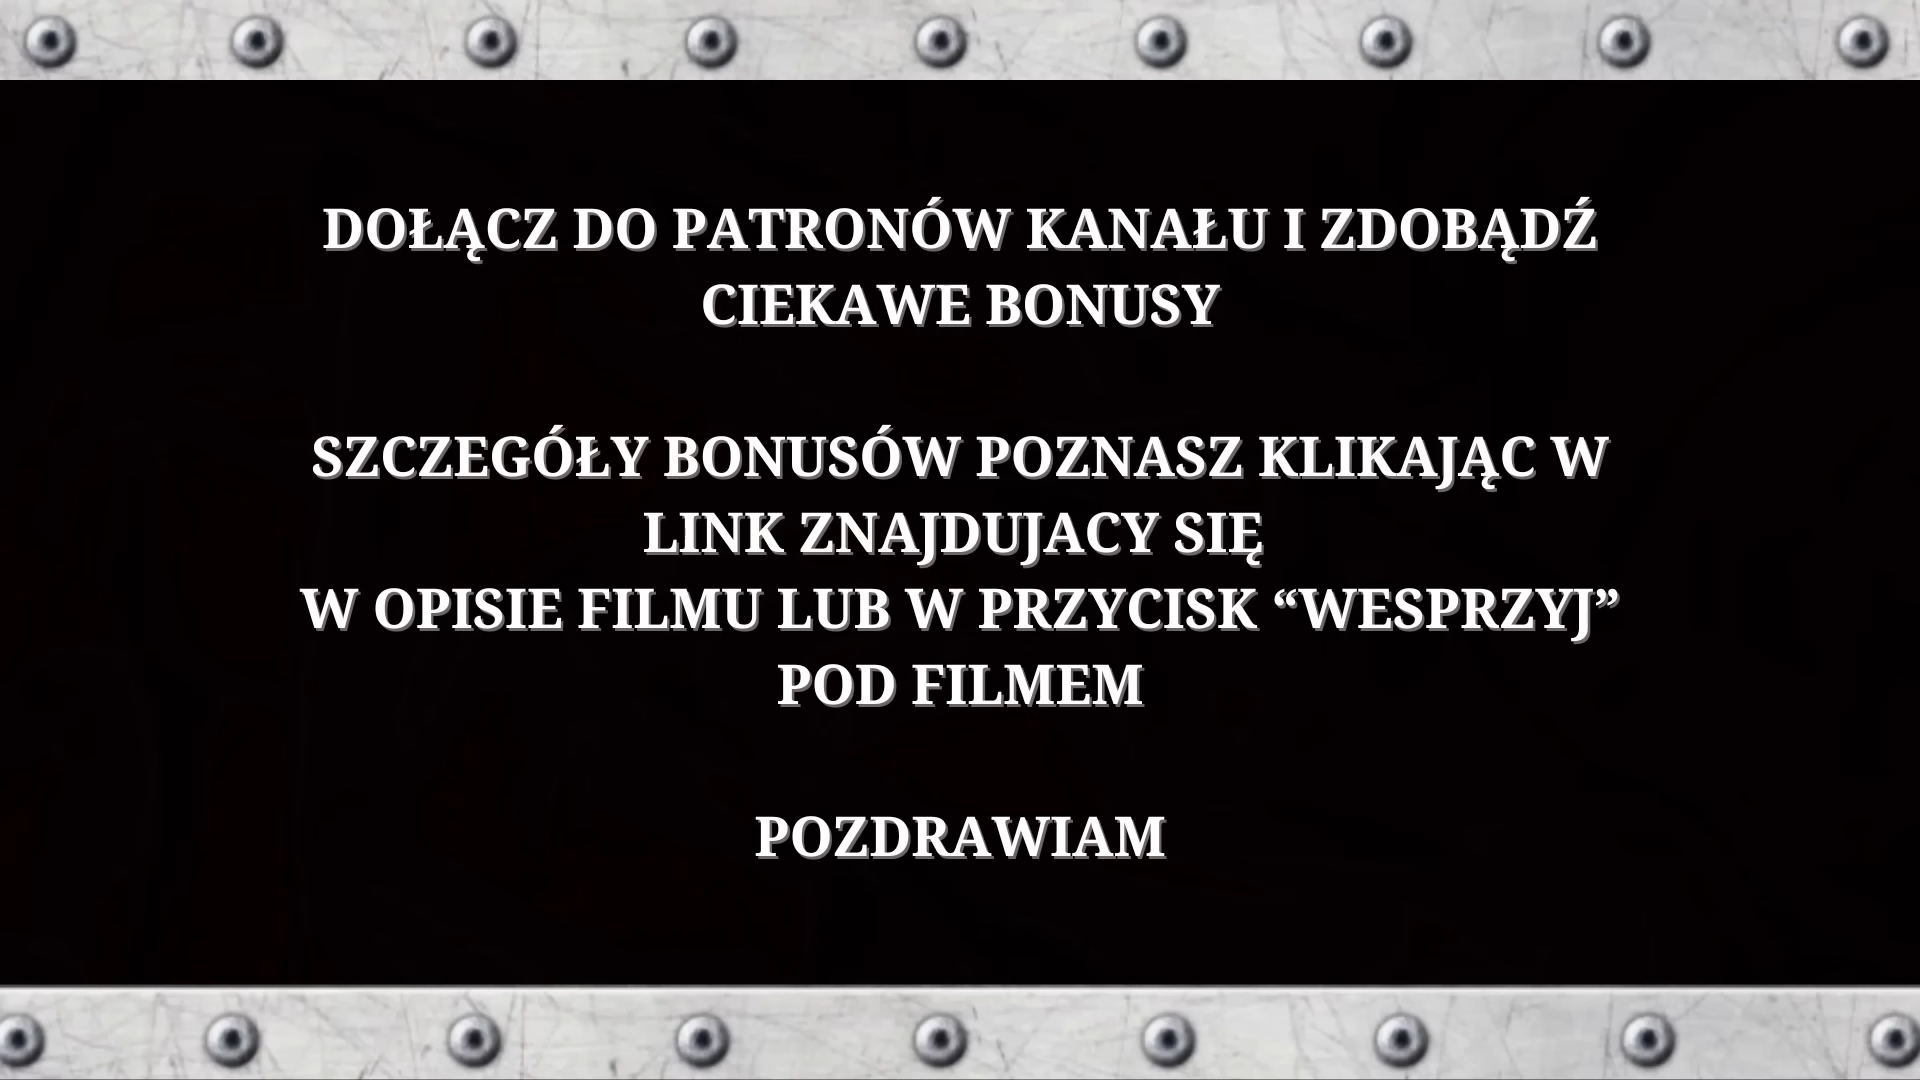 DOŁĄCZ DO PATRONÓW KANAŁU I ZDOBĄDŹ
CIEKAWE BONUSY
SZCZEGÓŁY BONUSÓW POZNASZ KLIKAJĄC W
LINK ZNAJDUJACY SIĘ
W OPISIE FILMU LUB W PRZYCISK “WESPRZYJ”
POD FILMEM
POZDRAWIAM